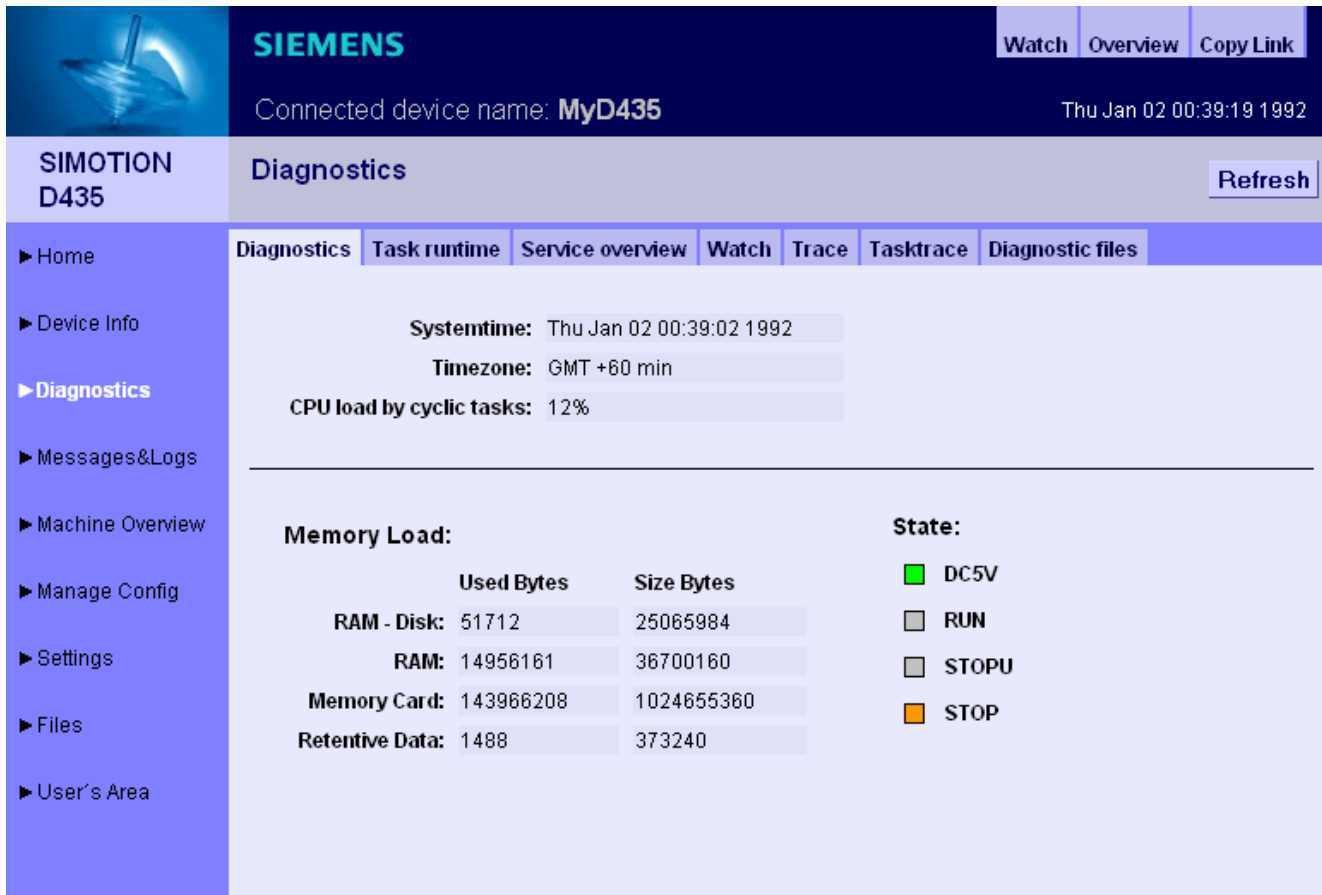 SIEMENS
Watch Overview Copy Link
Connected device name: MyD435
Thu Jan 02 00:39:19 1992
SIMOTION
D435
Diagnostics
Refresh
►Home
►Device Info
►Diagnostics
►Messages&Logs
►Machine Overview
►Manage Config
►Settings
►Files
►User´s Area
Diagnostics Task runtime Service overview Watch Trace Tasktrace Diagnostic files
Systemtime: Thu Jan 02 00:39:02 1992
Timezone: GMT +60 min
CPU load by cyclic tasks: 12%
Memory Load:
Used Bytes Size Bytes
RAM - Disk: 51712 25065984
RAM: 14956161 36700160
Memory Card: 143966208 1024655360
Retentive Data: 1488 373240
State:
DC5V
RUN
STOPU
STOP